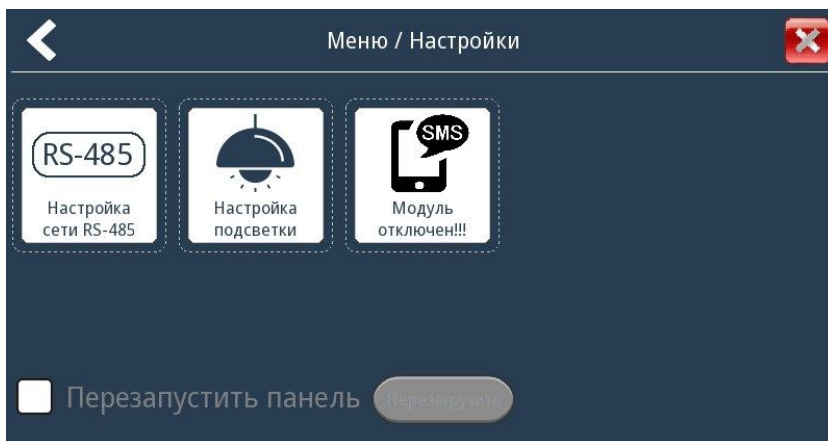 Меню / Настройки
RS-485
SMS
Настройка
сети RS-485
Настройка
подсветки
Модуль
отключен!!!
Перезапустить панель
Перезагрузить